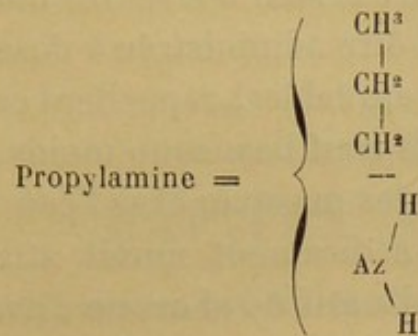 CH³
CH²
CH²
Propylamine =
H
Az
H